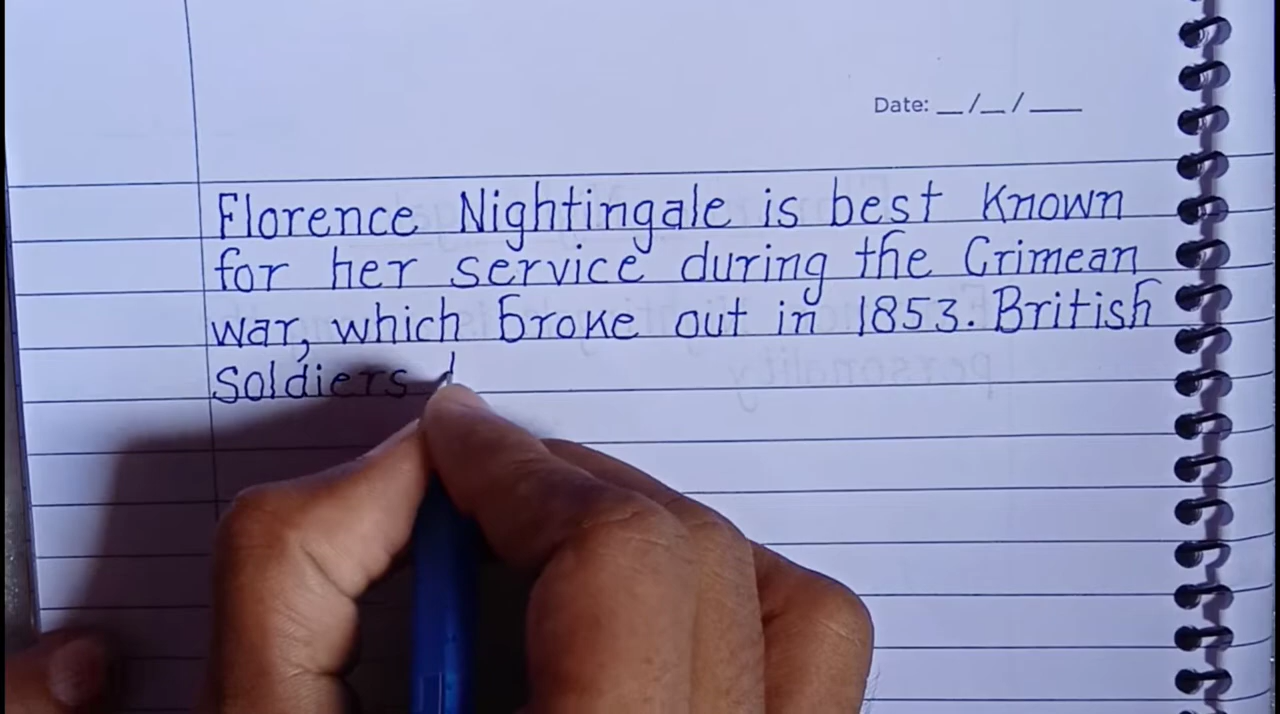 Date: __/__/____
Florence Nightingale is best known
for her service during the Crimean
war, which broke out in 1853. British
Soldiers